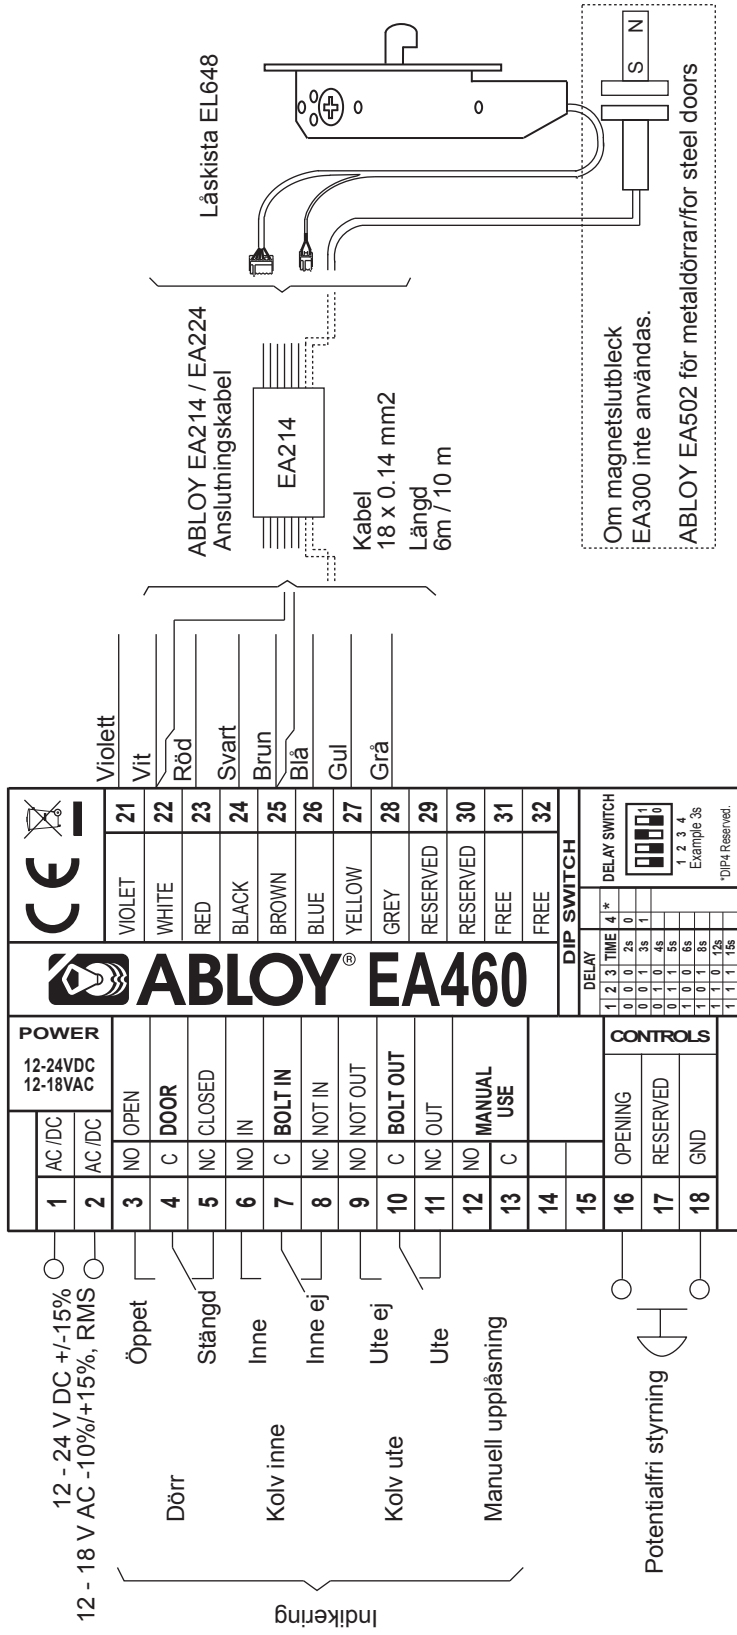 12 - 24 V DC +/-15%
12 - 18 V AC -10%/+15%, RMS
Indikering
Dörr
Öppet
Stängd
Kolv inne
Inne
Inne ej
Kolv ute
Ute ej
Ute
Manuell upplåsning
Potentialfri styrning
POWER
12-24VDC
12-18VAC
1 AC/DC
2 AC/DC
3 NO OPEN
4 C DOOR
5 NC CLOSED
6 NO IN
7 C BOLT IN
8 NC NOT IN
9 NO NOT OUT
10 C BOLT OUT
11 NC OUT
12 NO MANUAL
13 C USE
14
15
CONTROLS
16 OPENING
17 RESERVED
18 GND
ABLOY® EA460
CE
VIOLET 21
WHITE 22
RED 23
BLACK 24
BROWN 25
BLUE 26
YELLOW 27
GREY 28
RESERVED 29
RESERVED 30
FREE 31
FREE 32
DIP SWITCH
DELAY
1 2 3 TIME 4 *
0 0 0 2s 0
0 0 1 3s 1
0 1 0 4s
0 1 1 5s
1 0 0 6s
1 0 1 8s
1 1 0 12s
1 1 1 15s
DELAY SWITCH
1
0
1 2 3 4
Example 3s
*DIP4 Reserved.
Violett
Vit
Röd
Svart
Brun
Blå
Gul
Grå
ABLOY EA214 / EA224
Anslutningskabel
EA214
Kabel
18 x 0.14 mm2
Längd
6m / 10 m
Låskista EL648
S N
Om magnetslutbleck
EA300 inte användas.
ABLOY EA502 för metaldörrar/for steel doors